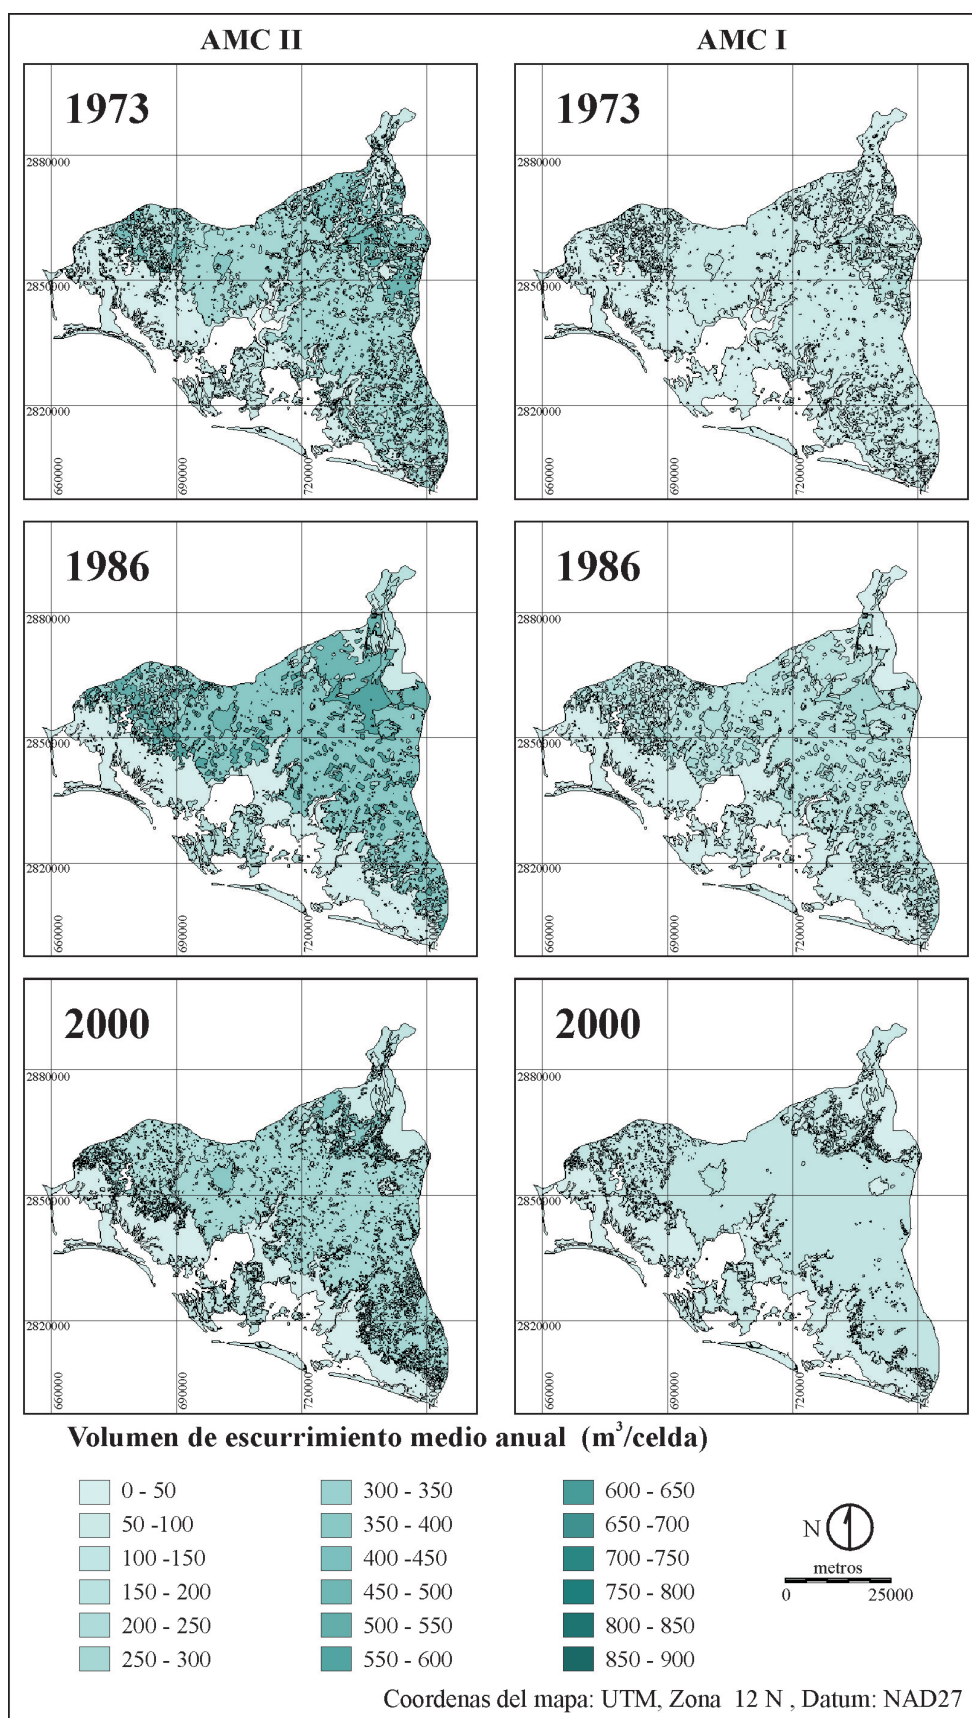 AMC II
AMC I
1973
2880000
2850000
2820000
660000
690000
720000
1973
2880000
2850000
2820000
660000
690000
720000
1986
2880000
2850000
2820000
660000
690000
720000
1986
2880000
2850000
2820000
660000
690000
720000
2000
2880000
2850000
2820000
660000
690000
720000
2000
2880000
2850000
2820000
660000
690000
720000
Volumen de escurrimiento medio anual (m³/celda)
0 - 50
50 -100
100 -150
150 - 200
200 - 250
250 - 300
300 - 350
350 - 400
400 -450
450 - 500
500 - 550
550 - 600
600 - 650
650 -700
700 -750
750 - 800
800 - 850
850 - 900
N
metros
0 25000
Coordenas del mapa: UTM, Zona 12 N , Datum: NAD27